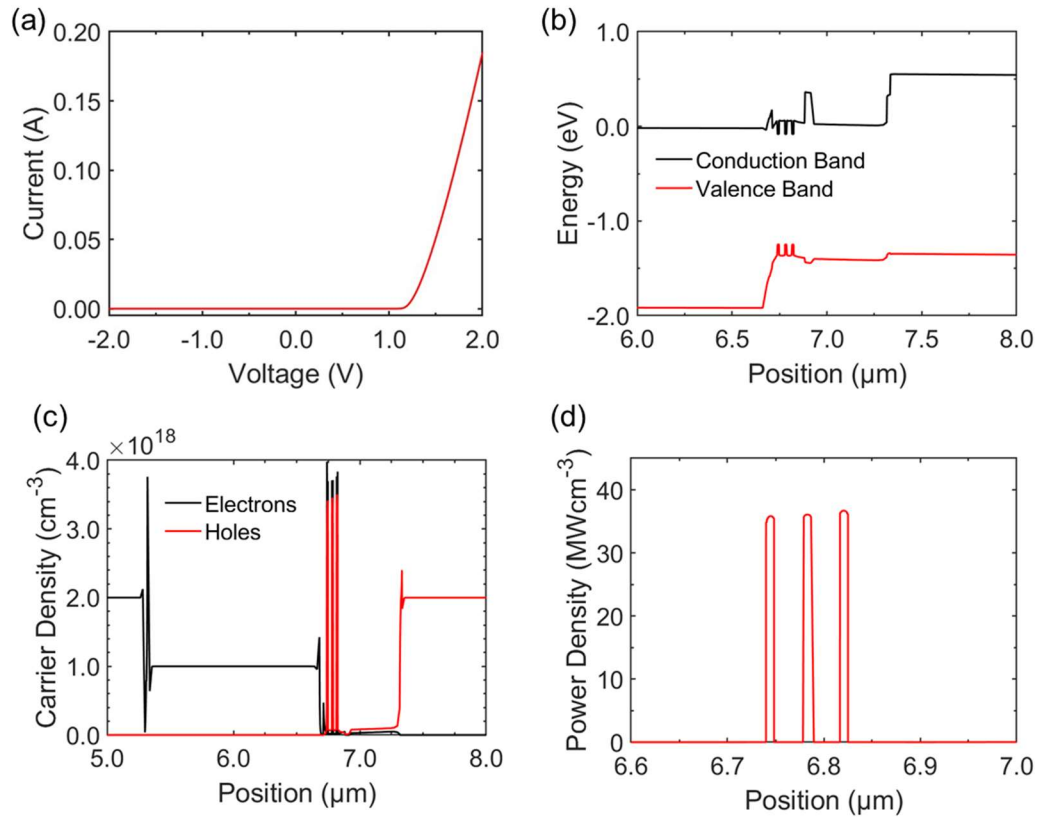 (a)
0.20
0.15
0.10
0.05
0.00
Current (A)
-2.0 -1.0 0.0 1.0 2.0
Voltage (V)
(b)
1.0
0.0
-1.0
-2.0
Energy (eV)
Conduction Band
Valence Band
6.0 6.5 7.0 7.5 8.0
Position (µm)
(c)
×10^18
4.0
3.0
2.0
1.0
0.0
Carrier Density (cm^-3)
Electrons
Holes
5.0 6.0 7.0 8.0
Position (µm)
(d)
40
30
20
10
0
Power Density (MWcm^-3)
6.6 6.7 6.8 6.9 7.0
Position (µm)